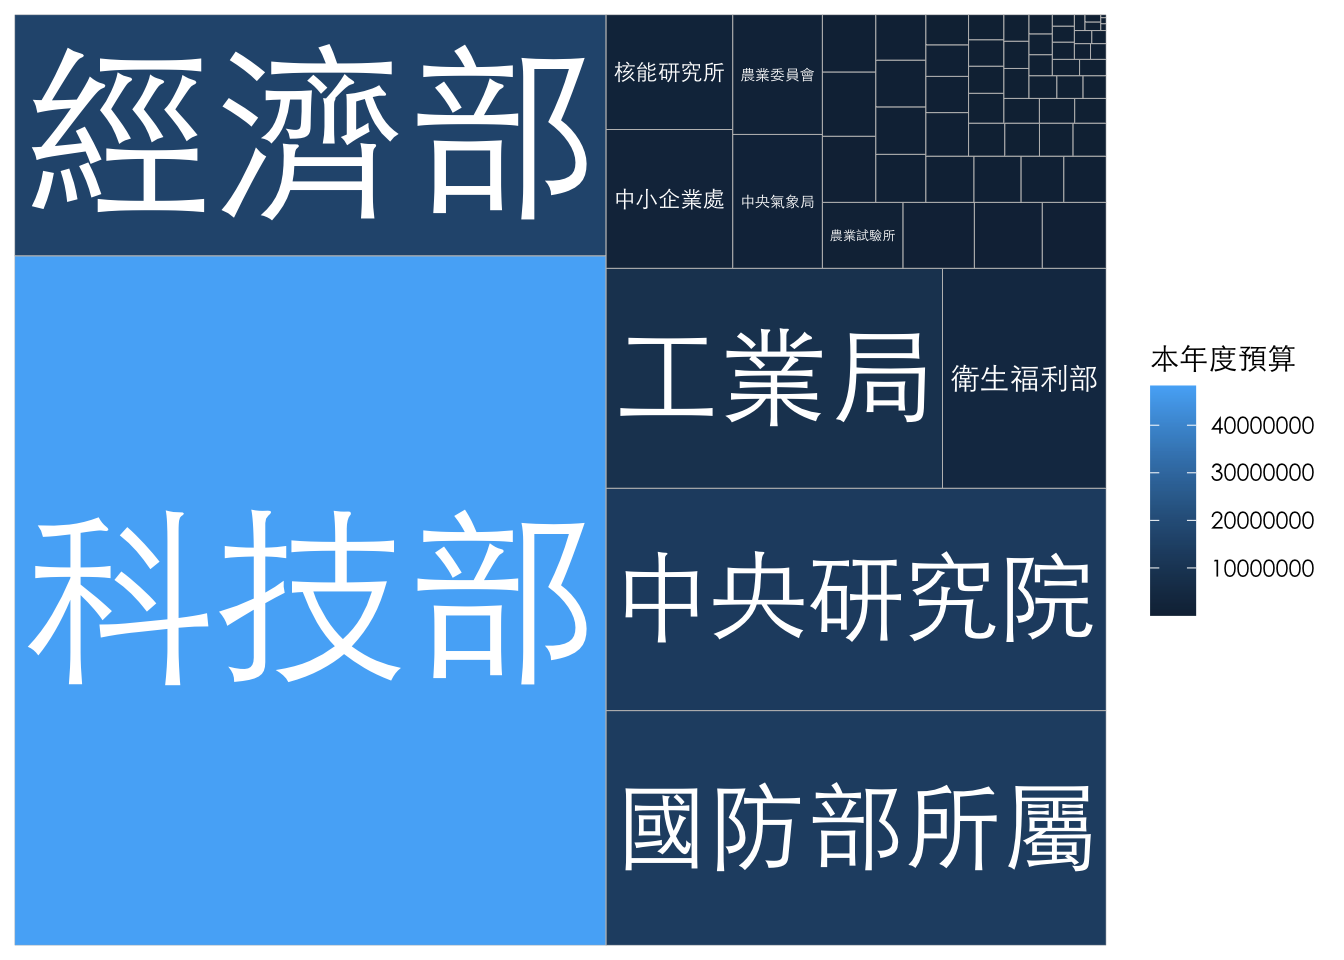 經濟部
科技部
核能研究所
農業委員會
中小企業處
中央氣象局
農業試驗所
工業局
衛生福利部
中央研究院
國防部所屬
本年度預算
40000000
30000000
20000000
10000000